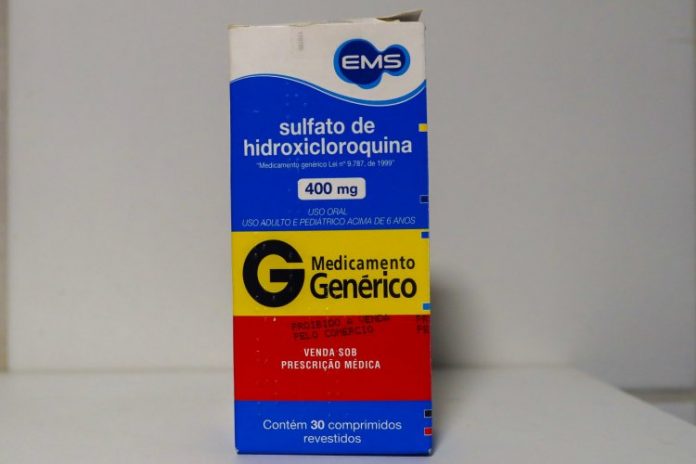 EMS
sulfato de
hidroxicloroquina
"Medicamento genérico Lei nº 9.787, de 1999"
400 mg
USO ORAL
USO ADULTO E PEDIÁTRICO ACIMA DE 6 ANOS
G Medicamento
Genérico
PROIBIDO A VENDA
PELO COMERCIO
VENDA SOB
PRESCRIÇÃO MÉDICA
Contém 30 comprimidos
revestidos